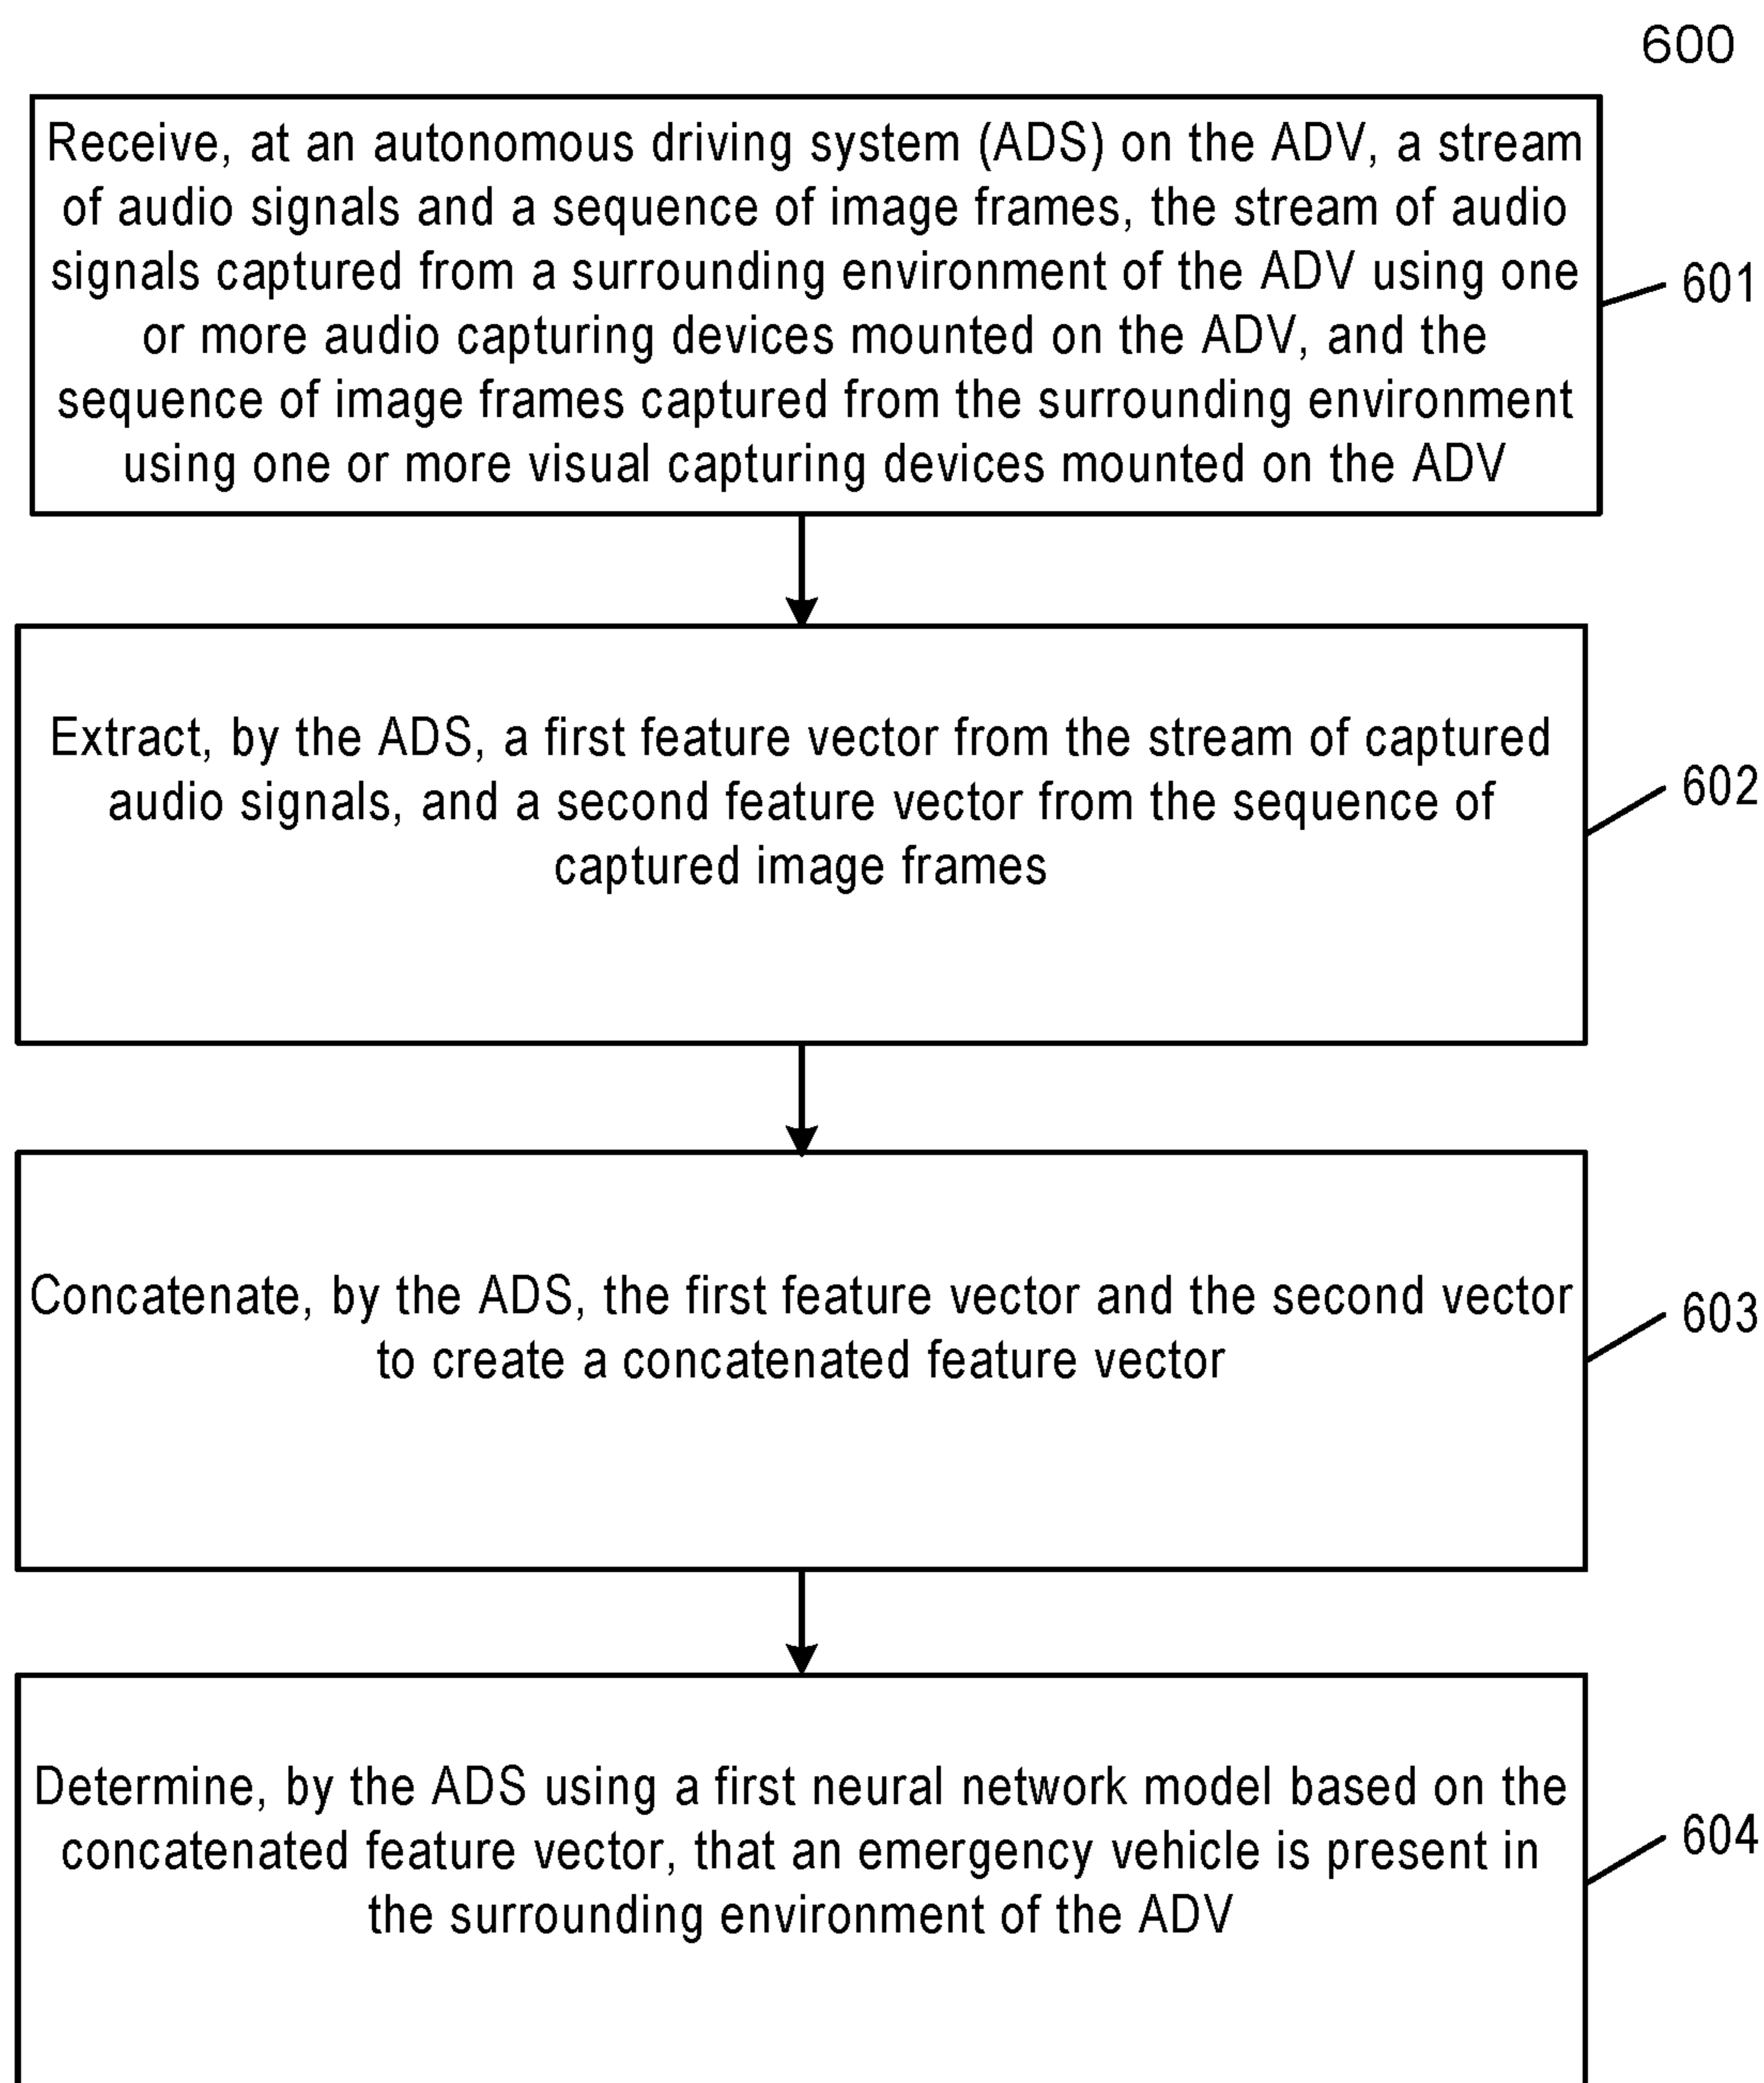 600
Receive, at an autonomous driving system (ADS) on the ADV, a stream
of audio signals and a sequence of image frames, the stream of audio
signals captured from a surrounding environment of the ADV using one
or more audio capturing devices mounted on the ADV, and the
sequence of image frames captured from the surrounding environment
using one or more visual capturing devices mounted on the ADV
601
Extract, by the ADS, a first feature vector from the stream of captured
audio signals, and a second feature vector from the sequence of
captured image frames
602
Concatenate, by the ADS, the first feature vector and the second vector
to create a concatenated feature vector
603
Determine, by the ADS using a first neural network model based on the
concatenated feature vector, that an emergency vehicle is present in
the surrounding environment of the ADV
604